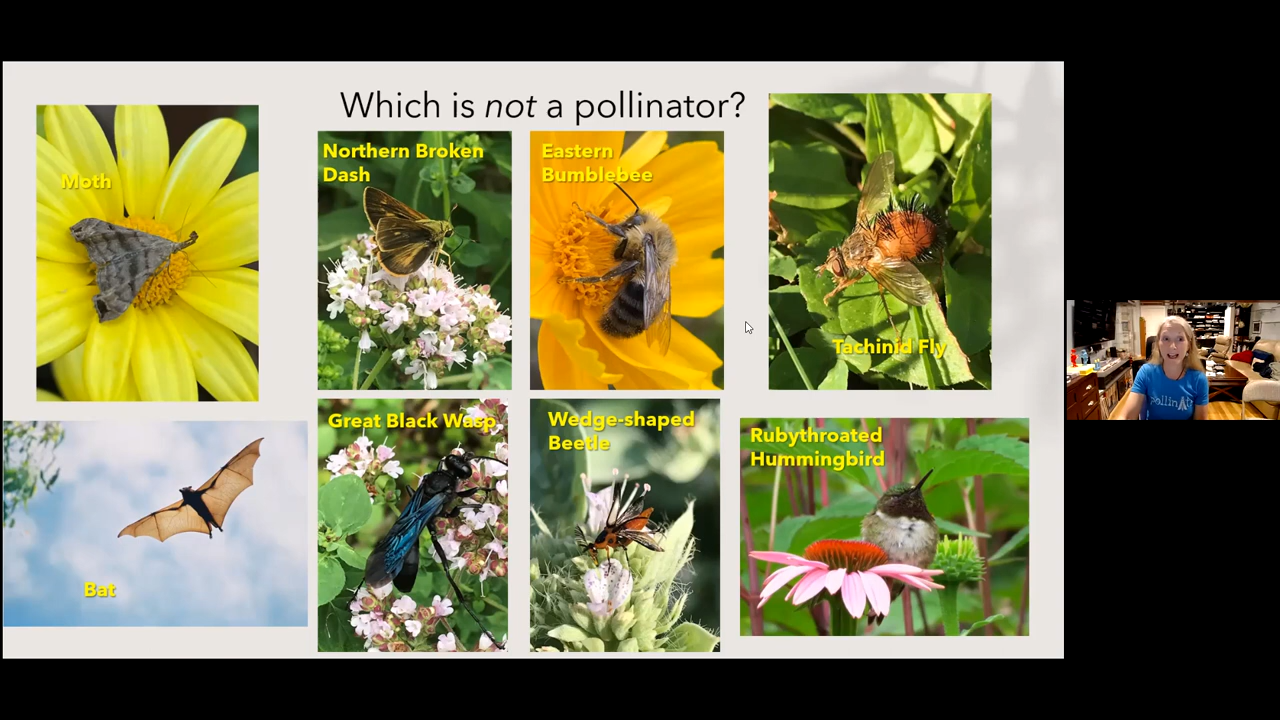 Which is not a pollinator?
Moth
Northern Broken
Dash
Eastern
Bumblebee
Tachinid Fly
Bat
Great Black Wasp
Wedge-shaped
Beetle
Rubythroated
Hummingbird